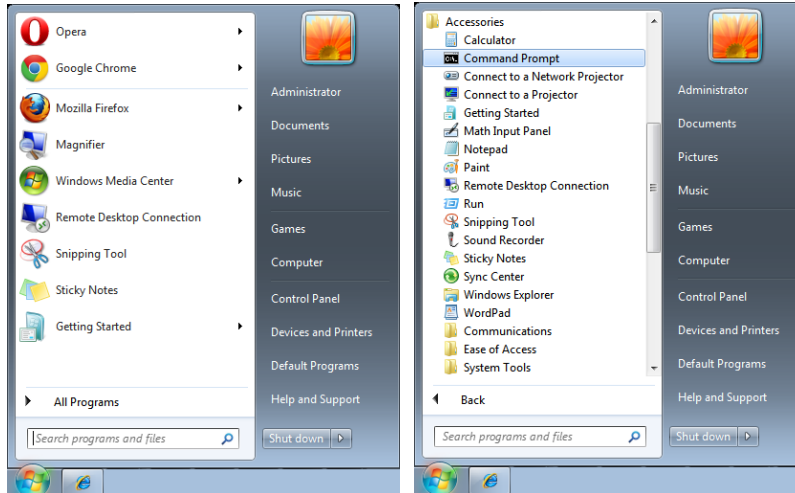 Opera
Google Chrome
Mozilla Firefox
Magnifier
Windows Media Center
Remote Desktop Connection
Snipping Tool
Sticky Notes
Getting Started
All Programs
Search programs and files
Administrator
Documents
Pictures
Music
Games
Computer
Control Panel
Devices and Printers
Default Programs
Help and Support
Shut down
Accessories
Calculator
Command Prompt
Connect to a Network Projector
Connect to a Projector
Getting Started
Math Input Panel
Notepad
Paint
Remote Desktop Connection
Run
Snipping Tool
Sound Recorder
Sticky Notes
Sync Center
Windows Explorer
WordPad
Communications
Ease of Access
System Tools
Back
Search programs and files
Administrator
Documents
Pictures
Music
Games
Computer
Control Panel
Devices and Printers
Default Programs
Help and Support
Shut down